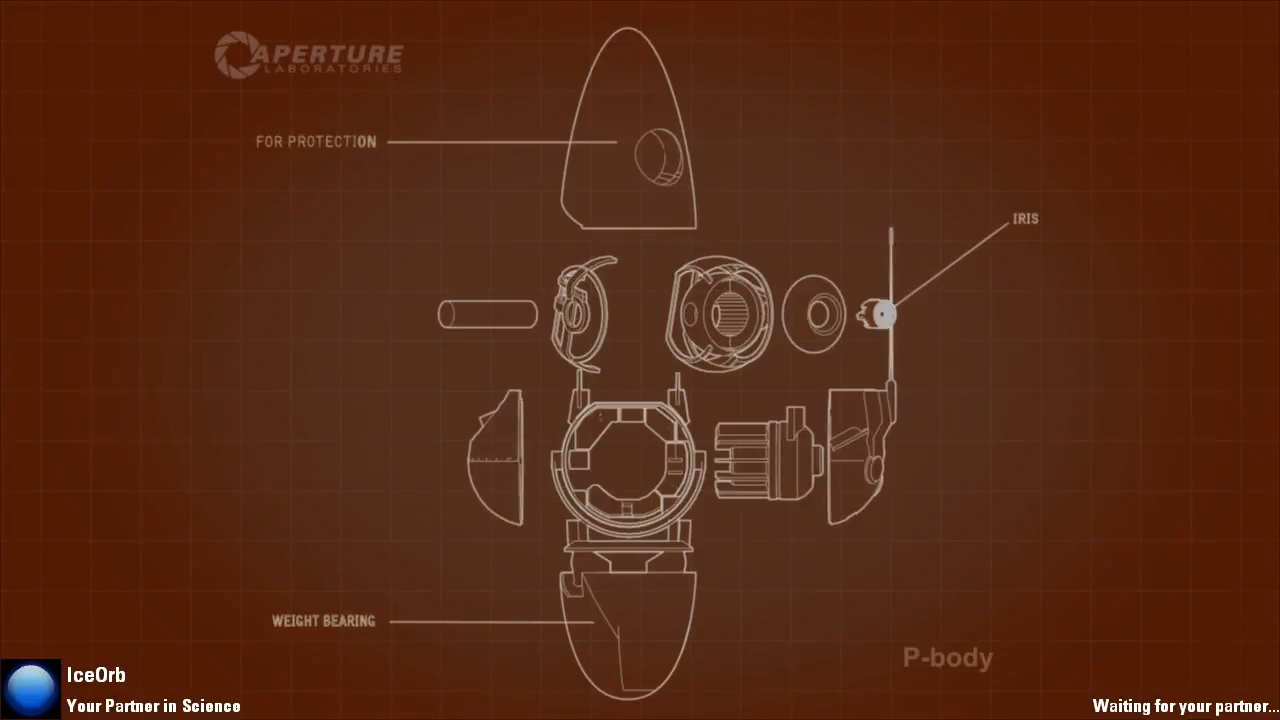 APERTURE
LABORATORIES
FOR PROTECTION
IRIS
WEIGHT BEARING
P-body
IceOrb
Your Partner in Science
Waiting for your partner...